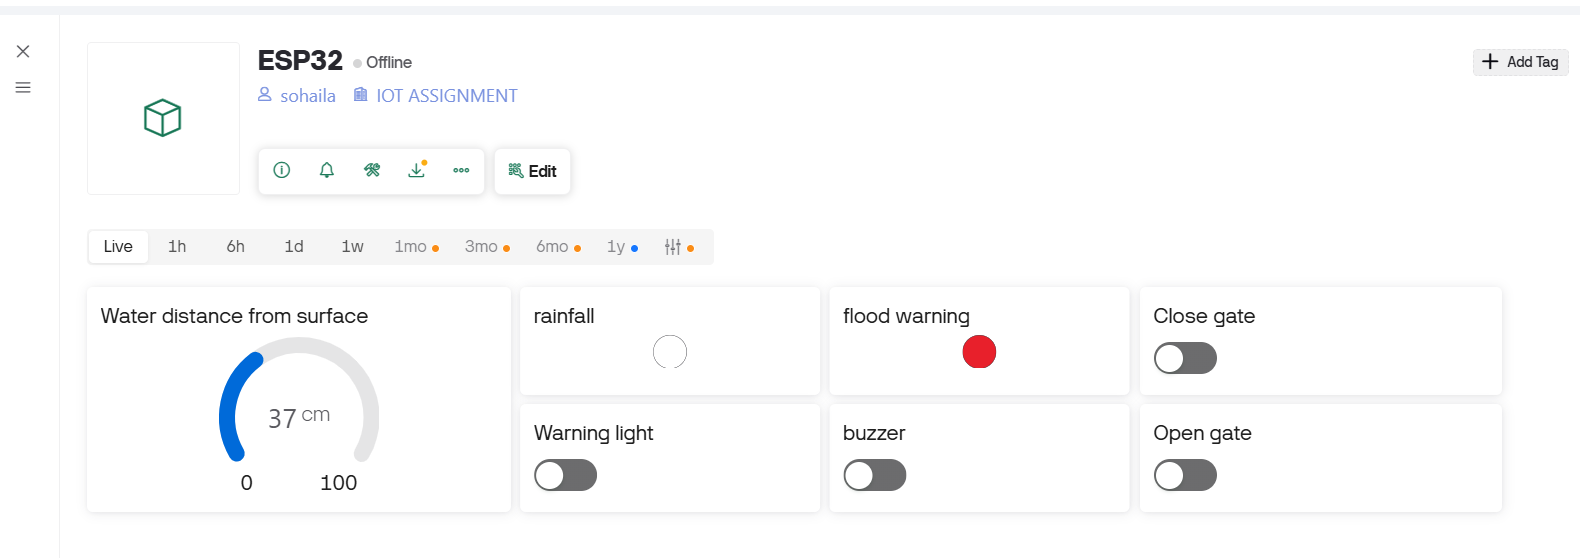 ESP32 Offline
sohaila IOT ASSIGNMENT
Add Tag
Edit
Live 1h 6h 1d 1w 1mo 3mo 6mo 1y
Water distance from surface
37 cm
0 100
rainfall
flood warning
Close gate
Warning light
buzzer
Open gate